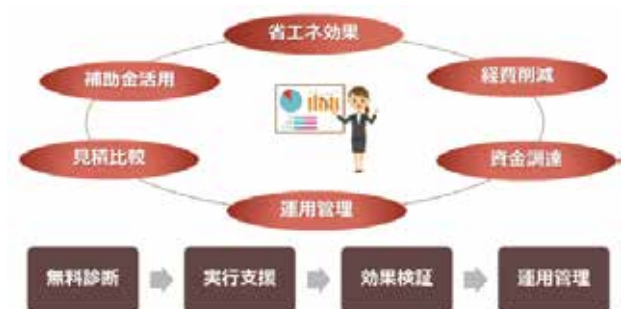 省エネ効果
補助金活用
経費削減
見積比較
資金調達
運用管理
無料診断
実行支援
効果検証
運用管理